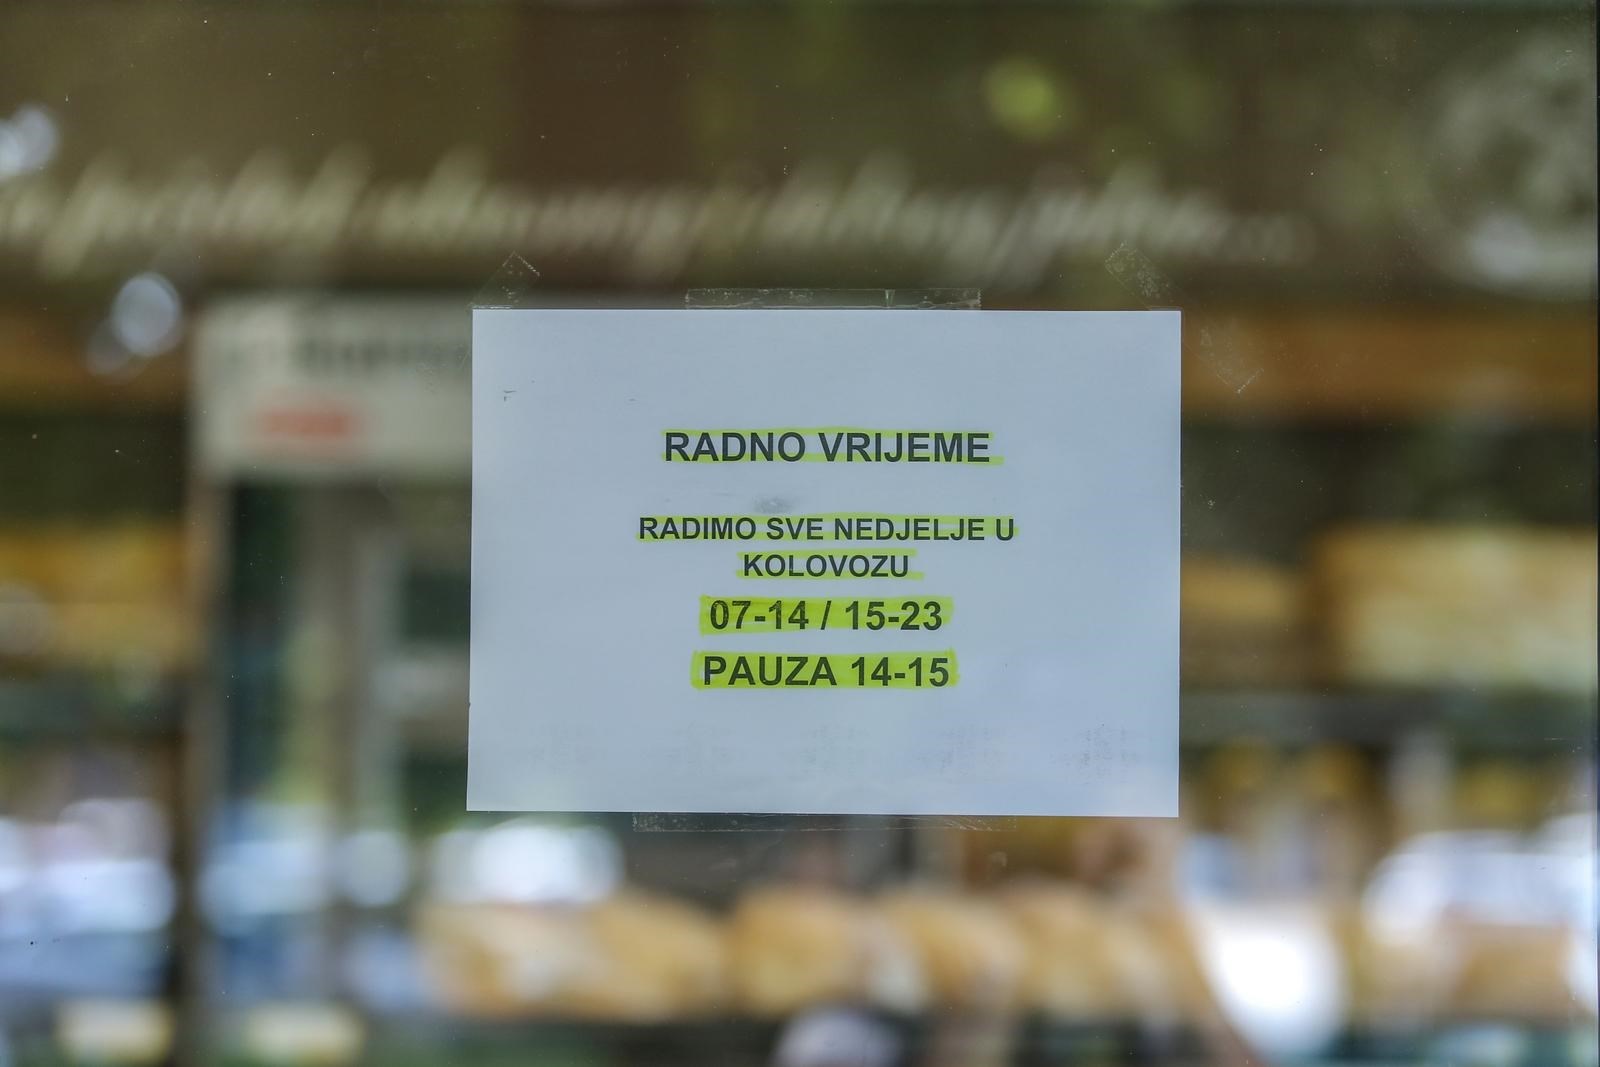 RADNO VRIJEME
RADIMO SVE NEDJELJE U
KOLOVOZU
07-14 / 15-23
PAUZA 14-15